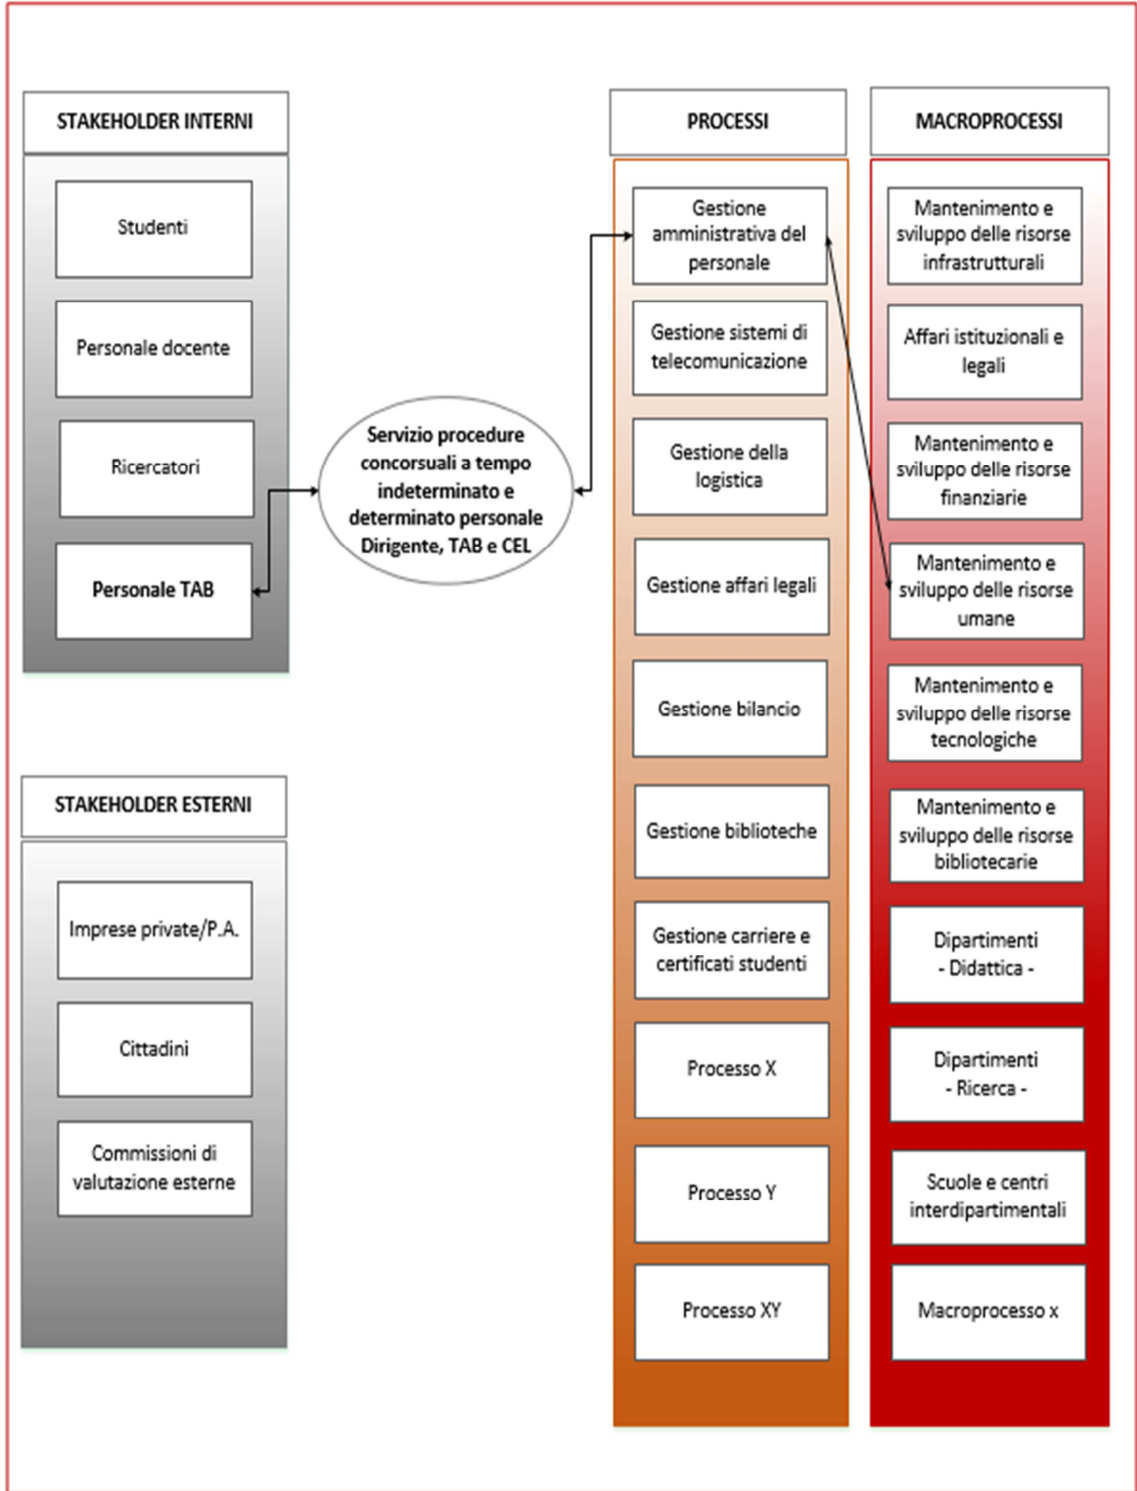 STAKEHOLDER INTERNI
Studenti
Personale docente
Ricercatori
Personale TAB
STAKEHOLDER ESTERNI
Imprese private/P.A.
Cittadini
Commissioni di
valutazione esterne
Servizio procedure
concorsuali a tempo
indeterminato e
determinato personale
Dirigente, TAB e CEL
PROCESSI
Gestione
amministrativa del
personale
Gestione sistemi di
telecomunicazione
Gestione della
logistica
Gestione affari legali
Gestione bilancio
Gestione biblioteche
Gestione carriere e
certificati studenti
Processo X
Processo Y
Processo XY
MACROPROCESSI
Mantenimento e
sviluppo delle risorse
infrastrutturali
Affari istituzionali e
legali
Mantenimento e
sviluppo delle risorse
finanziarie
Mantenimento e
sviluppo delle risorse
umane
Mantenimento e
sviluppo delle risorse
tecnologiche
Mantenimento e
sviluppo delle risorse
bibliotecarie
Dipartimenti
- Didattica -
Dipartimenti
- Ricerca -
Scuole e centri
interdipartimentali
Macroprocesso x